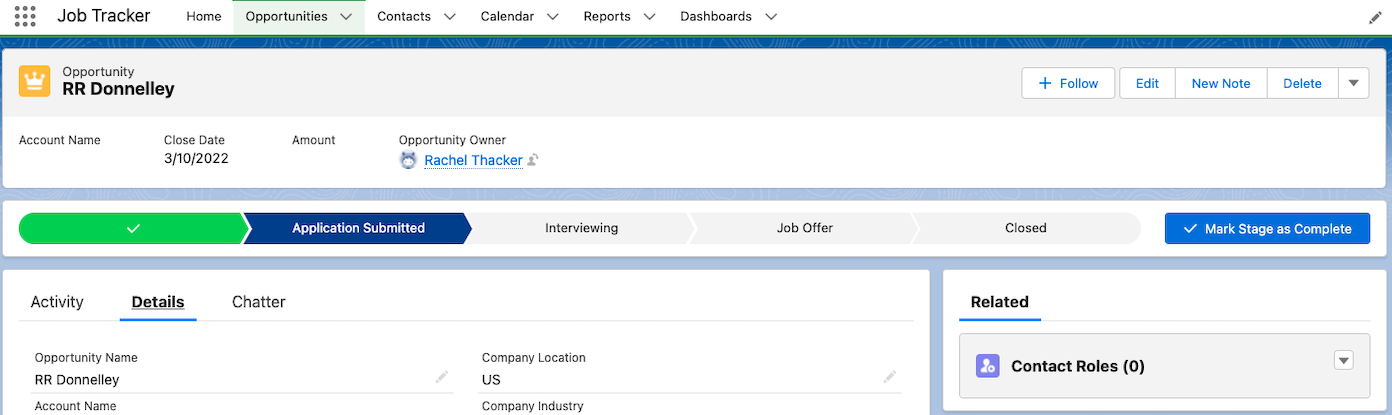 Job Tracker Home Opportunities Contacts Calendar Reports Dashboards
Opportunity
RR Donnelley
Follow Edit New Note Delete
Account Name Close Date Amount Opportunity Owner
3/10/2022 Rachel Thacker
Application Submitted Interviewing Job Offer Closed Mark Stage as Complete
Activity Details Chatter Related
Opportunity Name Company Location
Contact Roles (0)
RR Donnelley US
Account Name Company Industry